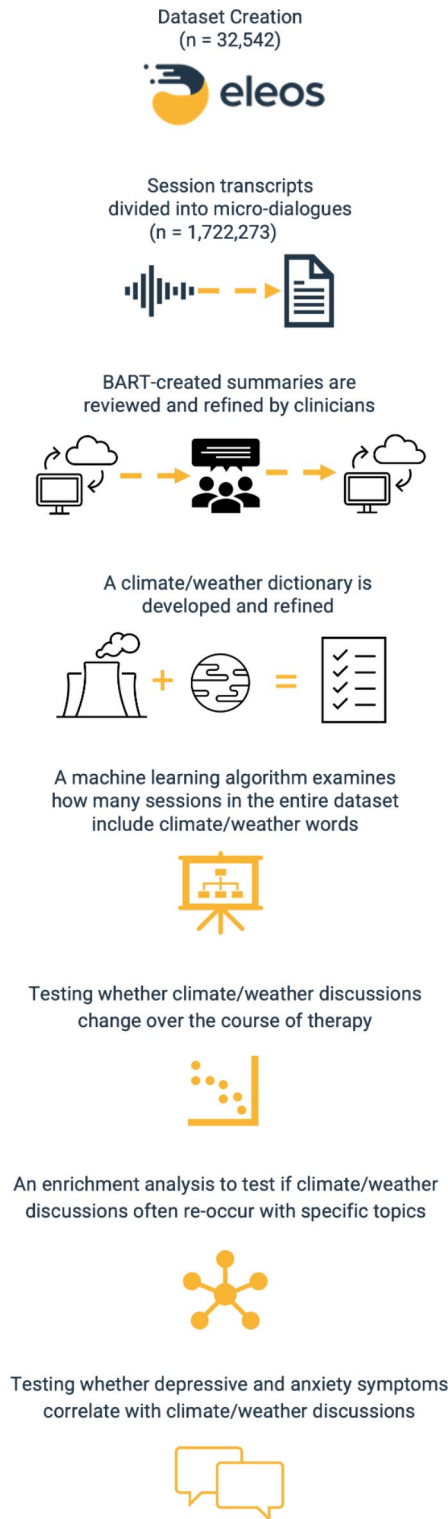 Dataset Creation
(n = 32,542)
eleos
Session transcripts
divided into micro-dialogues
(n = 1,722,273)
BART-created summaries are
reviewed and refined by clinicians
A climate/weather dictionary is
developed and refined
A machine learning algorithm examines
how many sessions in the entire dataset
include climate/weather words
Testing whether climate/weather discussions
change over the course of therapy
An enrichment analysis to test if climate/weather
discussions often re-occur with specific topics
Testing whether depressive and anxiety symptoms
correlate with climate/weather discussions